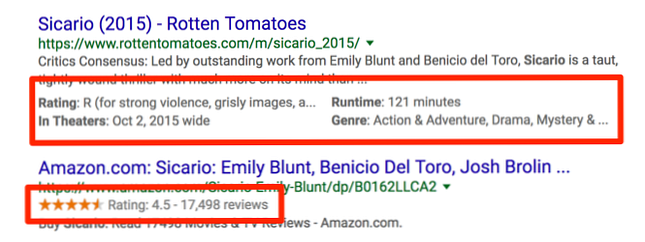 Sicario (2015) - Rotten Tomatoes
https://www.rottentomatoes.com/m/sicario_2015/
Critics Consensus: Led by outstanding work from Emily Blunt and Benicio del Toro, Sicario is a taut,
tightly wound thriller with much more on its mind than ...
Rating: R (for strong violence, grisly images, a... Runtime: 121 minutes
In Theaters: Oct 2, 2015 wide Genre: Action & Adventure, Drama, Mystery & ...
Amazon.com: Sicario: Emily Blunt, Benicio Del Toro, Josh Brolin ...
https://www.amazon.com/Sicario-Emily-Blunt/dp/B0162LLCA2
Rating: 4.5 - 17,498 reviews
Buy Sicario: Read 17498 Movies & TV Reviews - Amazon.com.